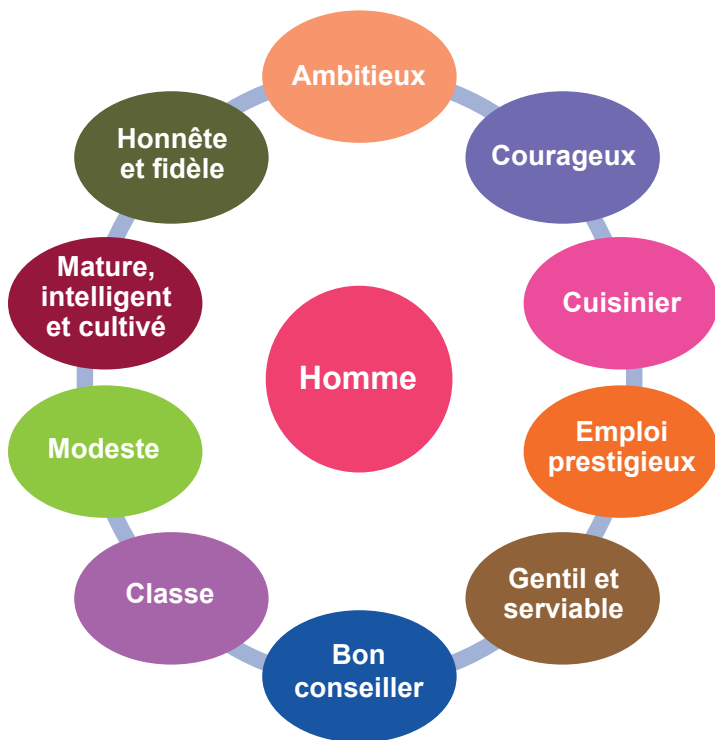 Ambitieux
Courageux
Cuisinier
Emploi
prestigieux
Gentil et
serviable
Bon
conseiller
Classe
Modeste
Mature,
intelligent
et cultivé
Honnête
et fidèle
Homme